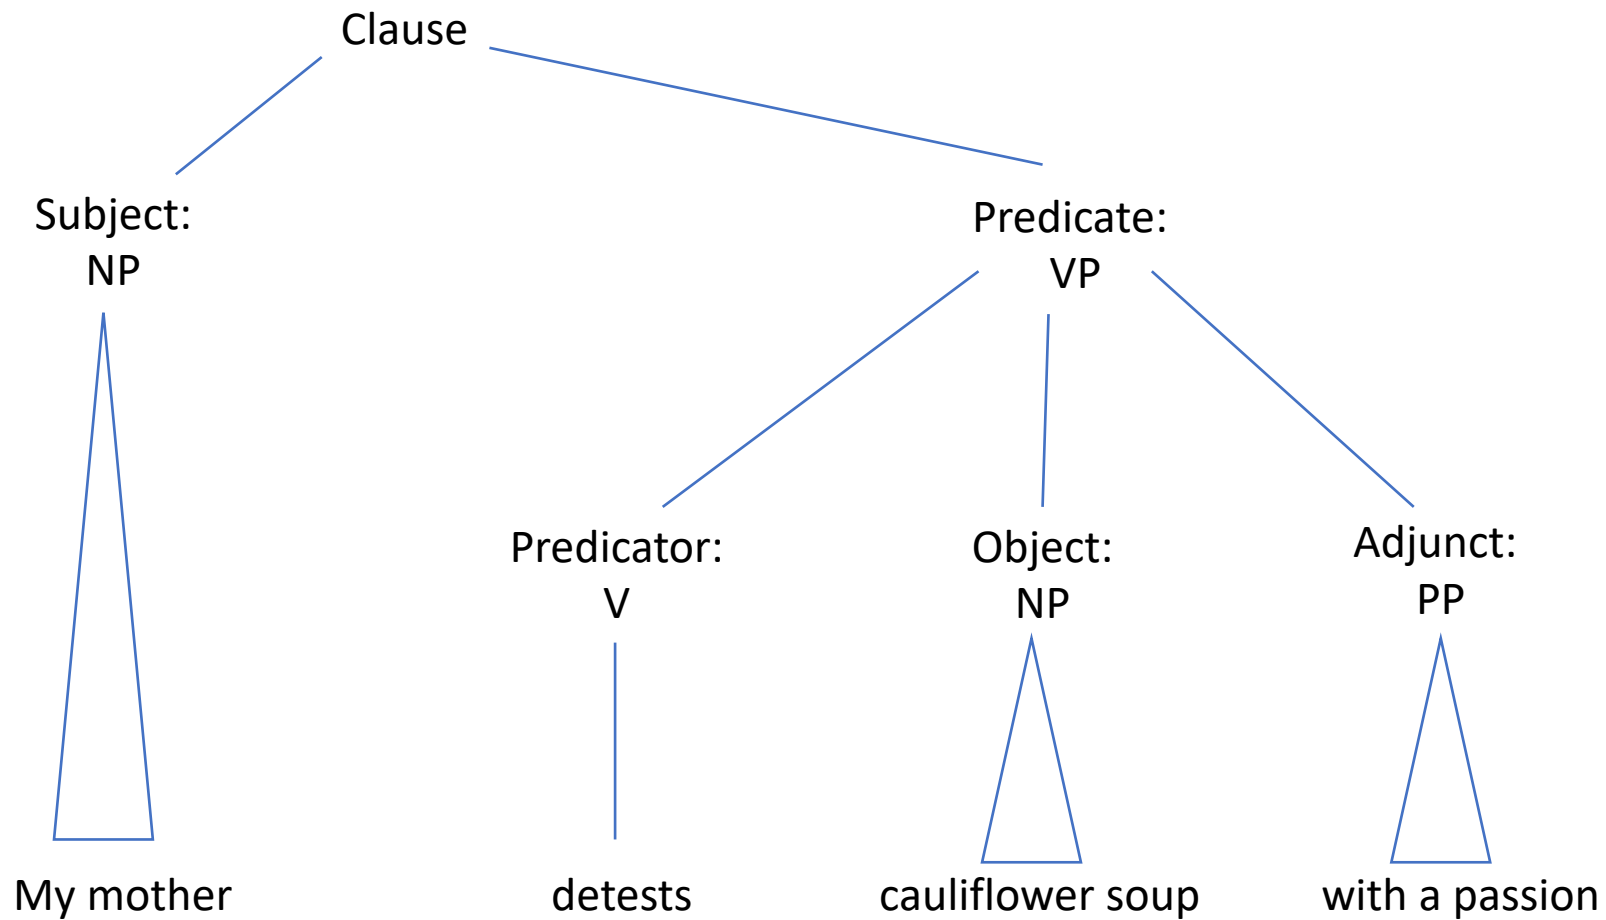 Clause
Subject:
NP
Predicate:
VP
Predicator:
V
Object:
NP
Adjunct:
PP
My mother
detests
cauliflower soup
with a passion